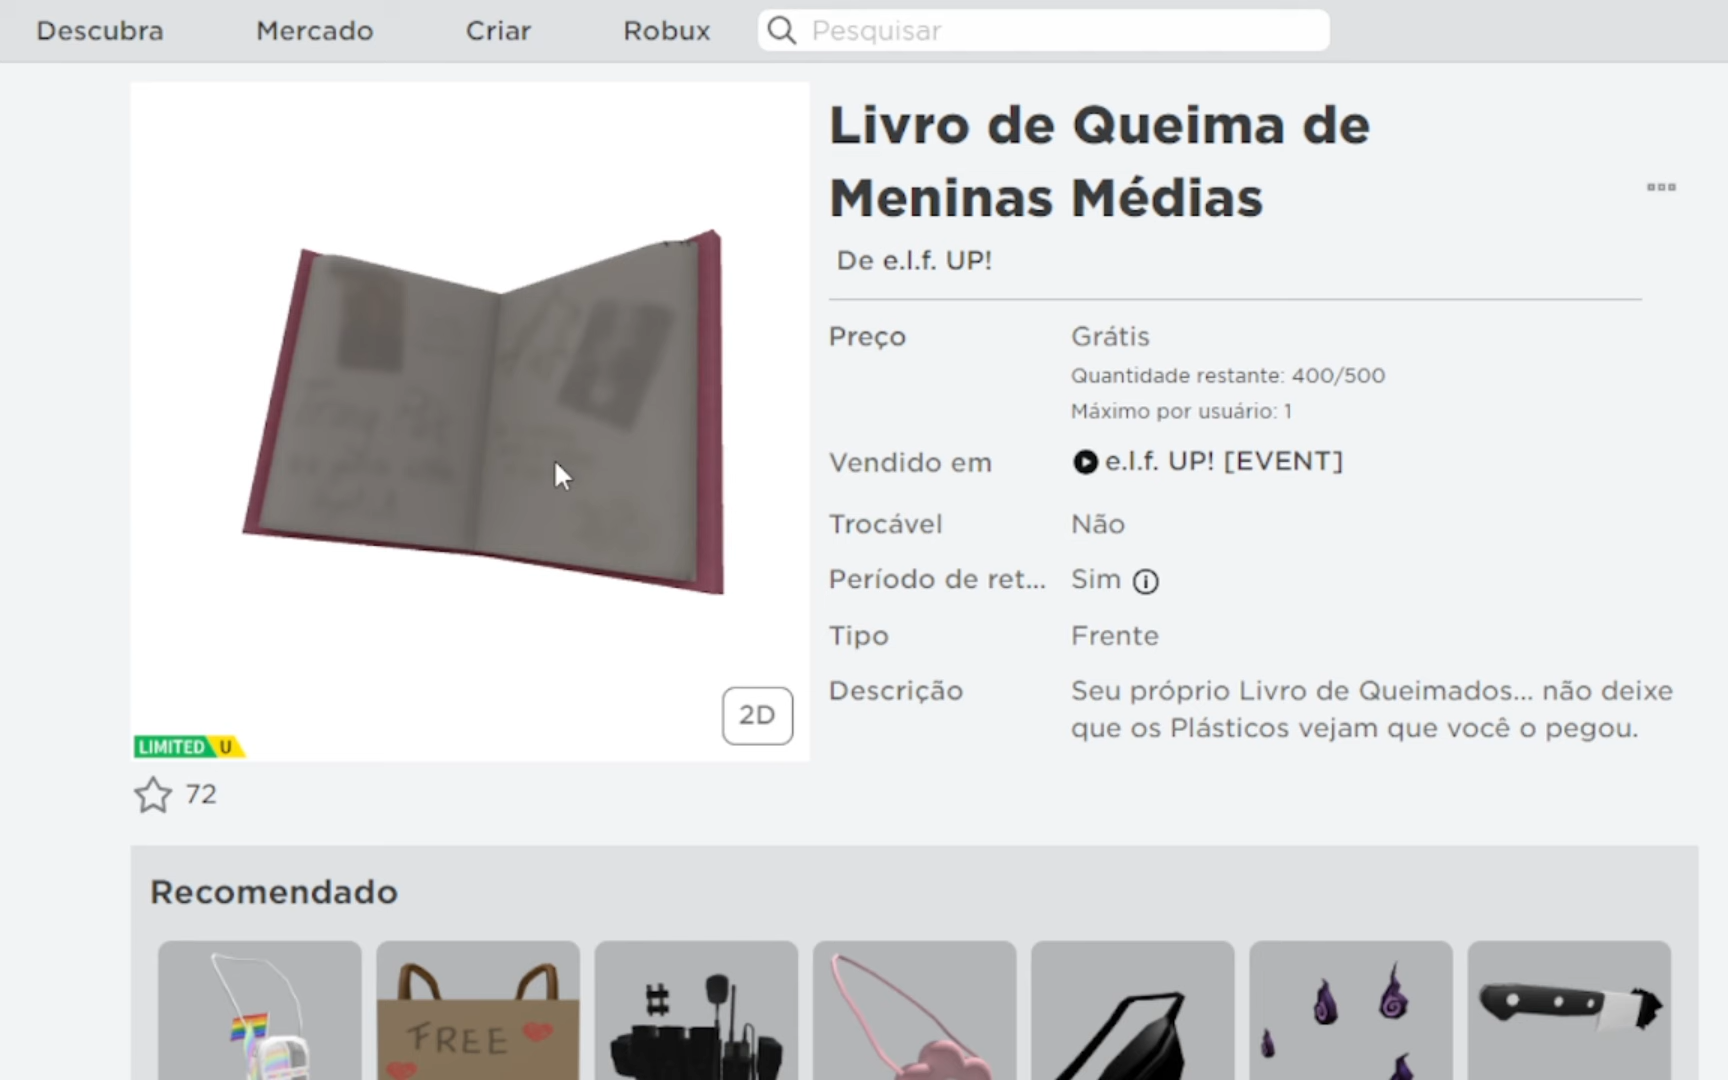 Descubra Mercado Criar Robux Pesquisar
Livro de Queima de
Meninas Médias
De e.l.f. UP!
Preço Grátis
Quantidade restante: 400/500
Máximo por usuário: 1
Vendido em e.l.f. UP! [EVENT]
Trocável Não
Período de ret... Sim
Tipo Frente
Descrição Seu próprio Livro de Queimados... não deixe
que os Plásticos vejam que você o pegou.
2D
LIMITED U
72
Recomendado
FREE